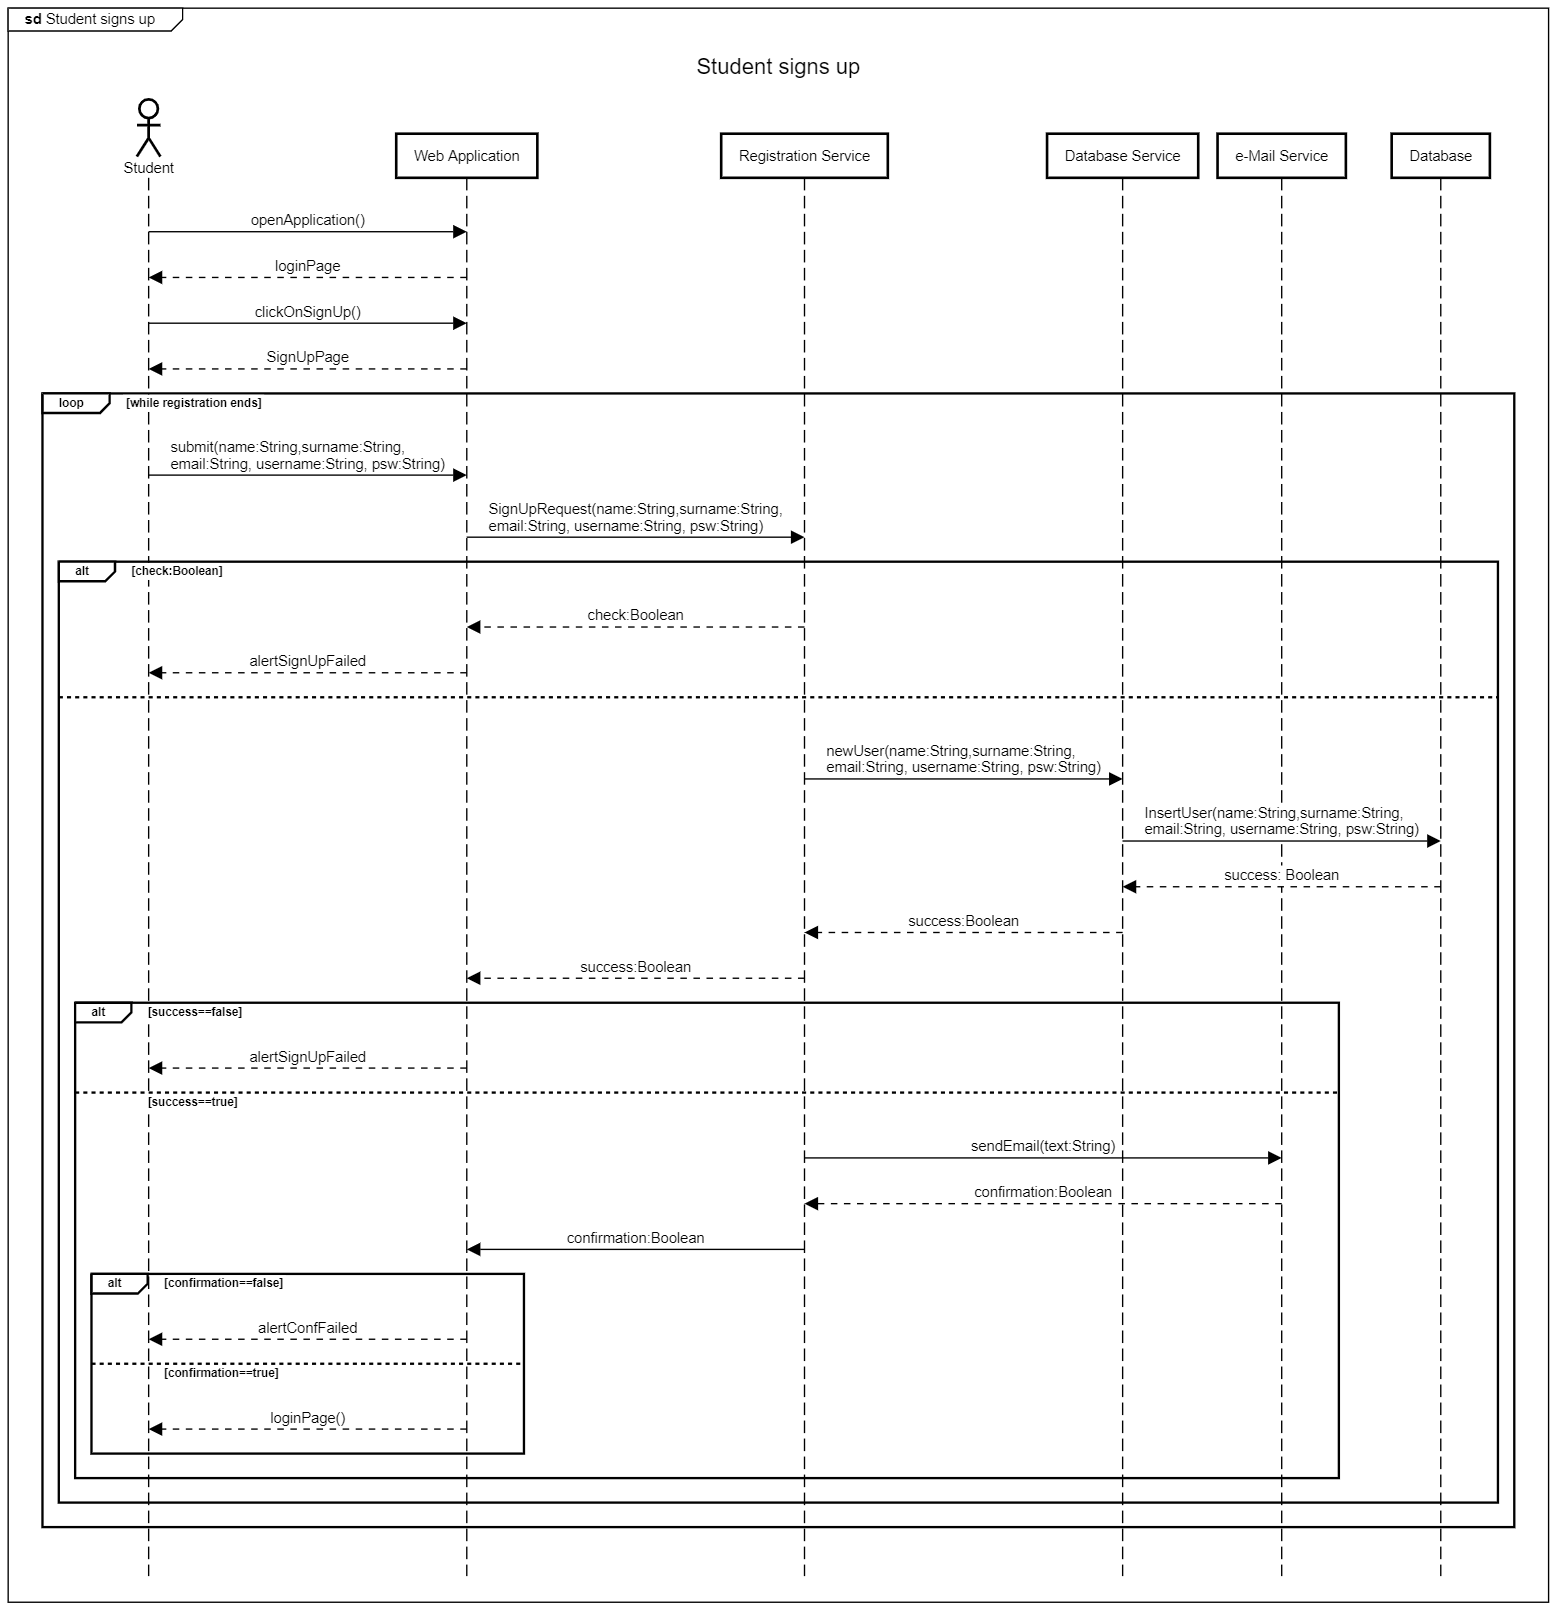 sd Student signs up
Student signs up
Student
Web Application
Registration Service
Database Service
e-Mail Service
Database
openApplication()
loginPage
clickOnSignUp()
SignUpPage
loop
[while registration ends]
submit(name:String,surname:String,
email:String, username:String, psw:String)
SignUpRequest(name:String,surname:String,
email:String, username:String, psw:String)
alt
[check:Boolean]
check:Boolean
alertSignUpFailed
newUser(name:String,surname:String,
email:String, username:String, psw:String)
InsertUser(name:String,surname:String,
email:String, username:String, psw:String)
success: Boolean
success:Boolean
success:Boolean
alt
[success==false]
alertSignUpFailed
[success==true]
sendEmail(text:String)
confirmation:Boolean
confirmation:Boolean
alt
[confirmation==false]
alertConfFailed
[confirmation==true]
loginPage()